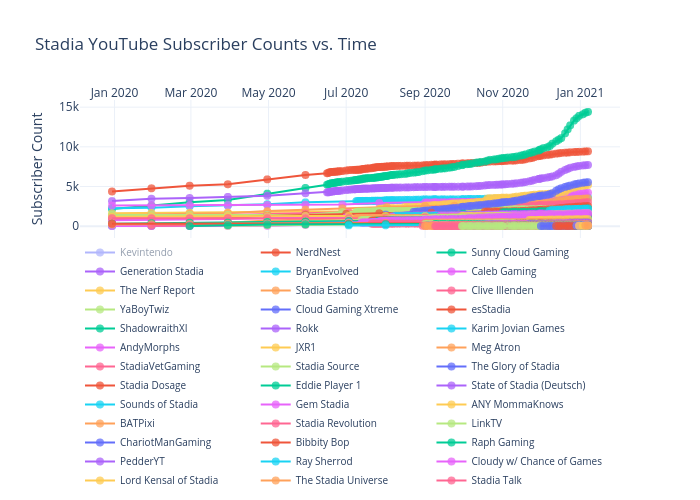 Stadia YouTube Subscriber Counts vs. Time
Jan 2020 Mar 2020 May 2020 Jul 2020 Sep 2020 Nov 2020 Jan 2021
Subscriber Count
15k
10k
5k
0
Kevintendo NerdNest Sunny Cloud Gaming
Generation Stadia BryanEvolved Caleb Gaming
The Nerf Report Stadia Estado Clive Illenden
YaBoyTwiz Cloud Gaming Xtreme esStadia
ShadowraithXl Rokk Karim Jovian Games
AndyMorphs JXR1 Meg Atron
StadiaVetGaming Stadia Source The Glory of Stadia
Stadia Dosage Eddie Player 1 State of Stadia (Deutsch)
Sounds of Stadia Gem Stadia ANY MommaKnows
BATPixi Stadia Revolution LinkTV
ChariotManGaming Bibbity Bop Raph Gaming
PedderYT Ray Sherrod Cloudy w/ Chance of Games
Lord Kensal of Stadia The Stadia Universe Stadia Talk